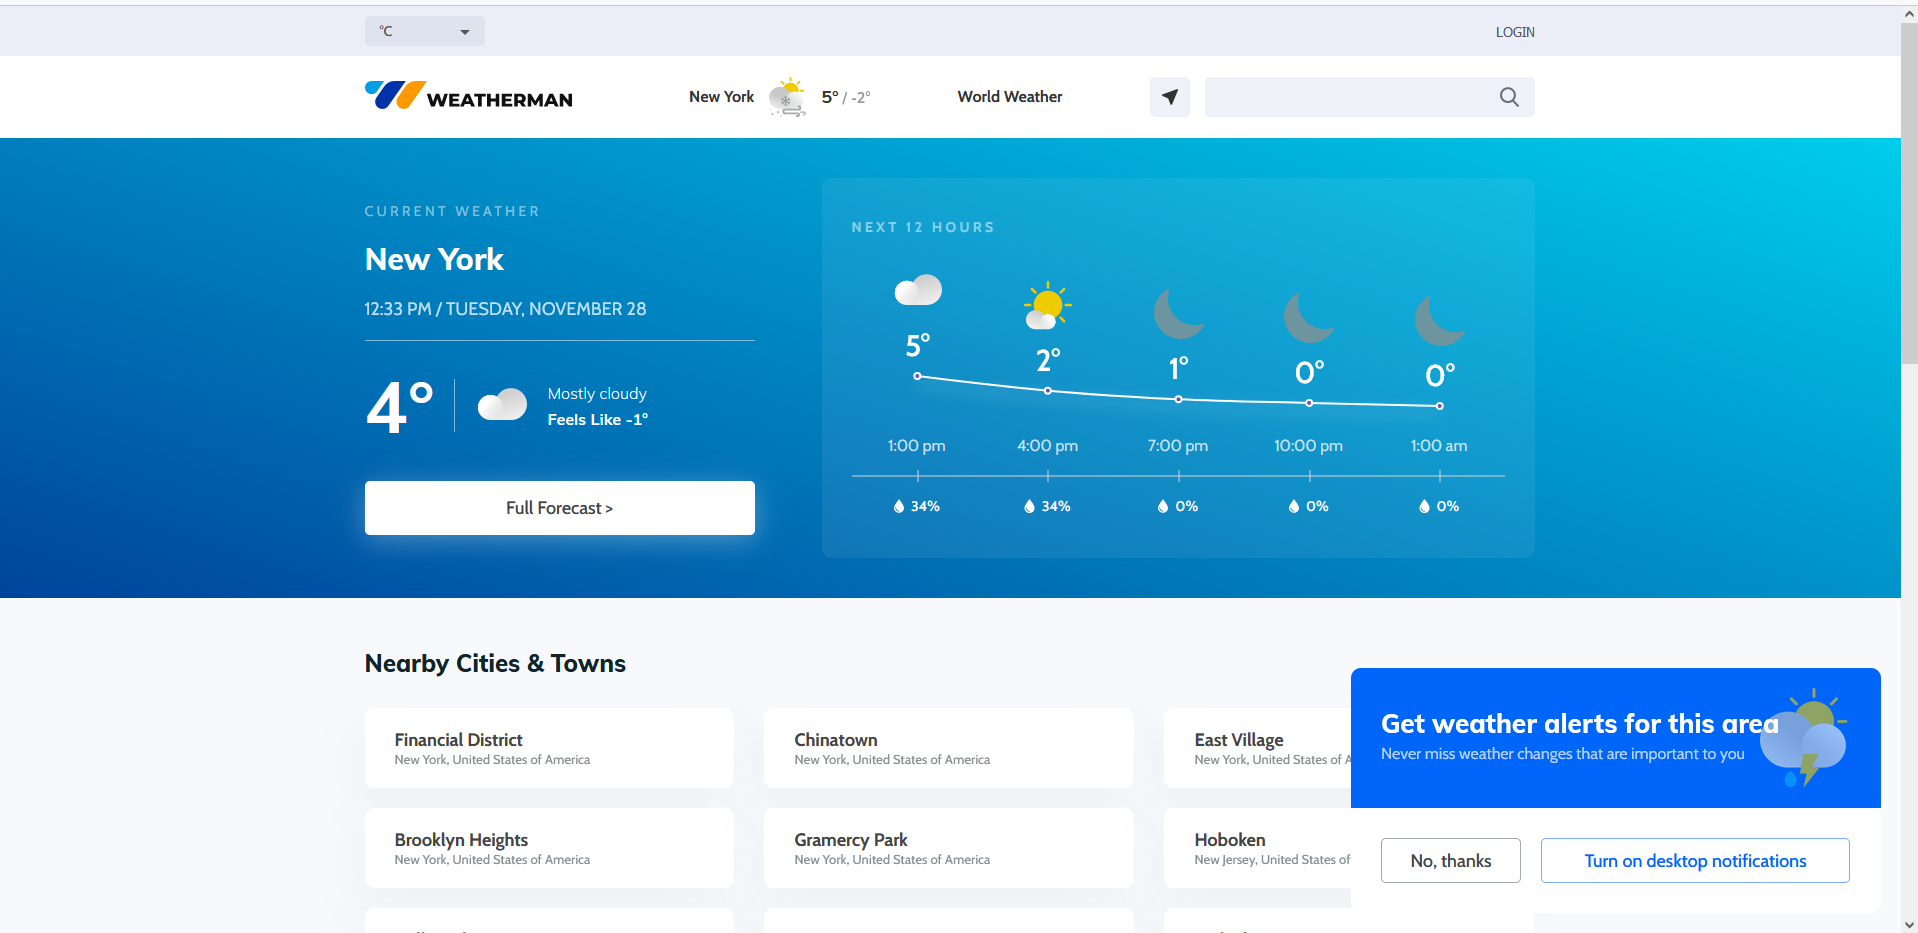 °C
LOGIN
WEATHERMAN
New York 5° / -2°
World Weather
CURRENT WEATHER
New York
12:33 PM / TUESDAY, NOVEMBER 28
4°
Mostly cloudy
Feels Like -1°
Full Forecast >
NEXT 12 HOURS
5° 2° 1° 0° 0°
1:00 pm 4:00 pm 7:00 pm 10:00 pm 1:00 am
34% 34% 0% 0% 0%
Nearby Cities & Towns
Financial District
New York, United States of America
Chinatown
New York, United States of America
East Village
New York, United States of A
Brooklyn Heights
New York, United States of America
Gramercy Park
New York, United States of America
Hoboken
New Jersey, United States of
Get weather alerts for this area
Never miss weather changes that are important to you
No, thanks
Turn on desktop notifications